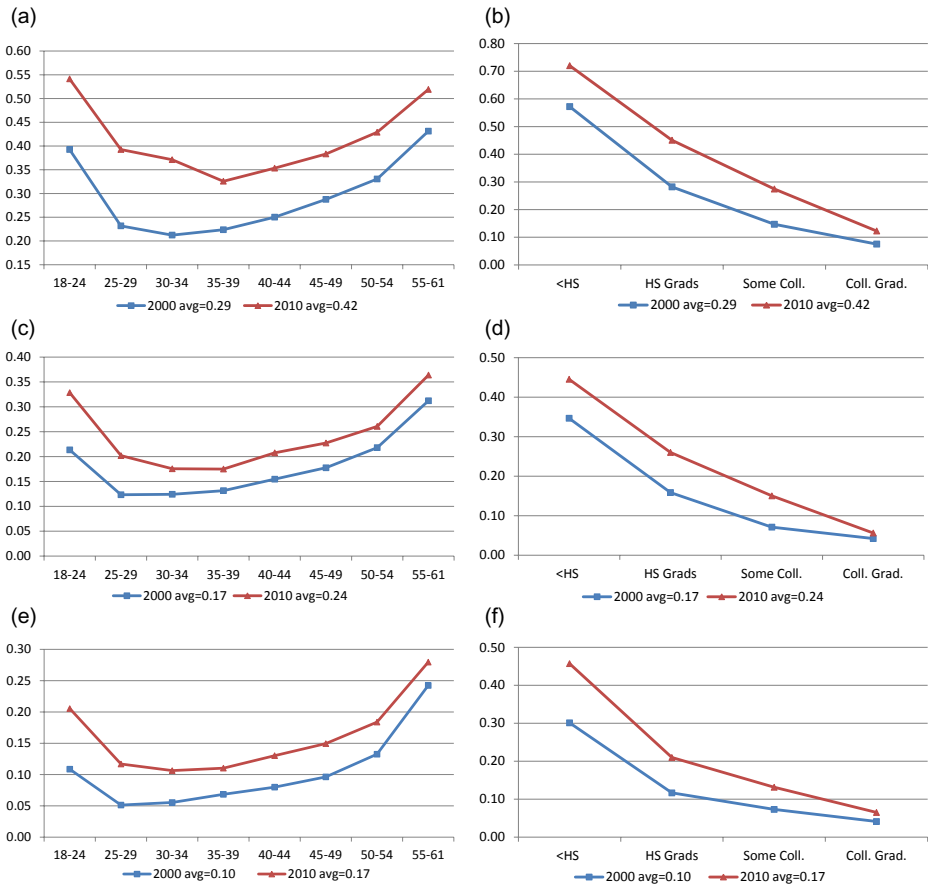 (a)
0.60
0.55
0.50
0.45
0.40
0.35
0.30
0.25
0.20
0.15
18-24 25-29 30-34 35-39 40-44 45-49 50-54 55-61
2000 avg=0.29 2010 avg=0.42
(b)
0.80
0.70
0.60
0.50
0.40
0.30
0.20
0.10
0.00
<HS HS Grads Some Coll. Coll. Grad.
2000 avg=0.29 2010 avg=0.42
(c)
0.40
0.35
0.30
0.25
0.20
0.15
0.10
0.05
0.00
18-24 25-29 30-34 35-39 40-44 45-49 50-54 55-61
2000 avg=0.17 2010 avg=0.24
(d)
0.50
0.40
0.30
0.20
0.10
0.00
<HS HS Grads Some Coll. Coll. Grad.
2000 avg=0.17 2010 avg=0.24
(e)
0.30
0.25
0.20
0.15
0.10
0.05
0.00
18-24 25-29 30-34 35-39 40-44 45-49 50-54 55-61
2000 avg=0.10 2010 avg=0.17
(f)
0.50
0.40
0.30
0.20
0.10
0.00
<HS HS Grads Some Coll. Coll. Grad.
2000 avg=0.10 2010 avg=0.17